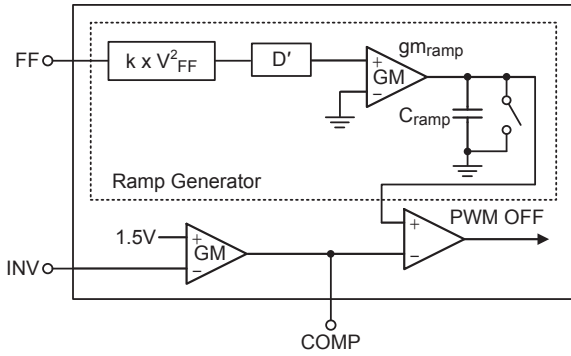 FF
k x V²FF
D′
+
GM
−
gmramp
Cramp
Ramp Generator
1.5V
+
GM
−
INV
+
−
PWM OFF
COMP